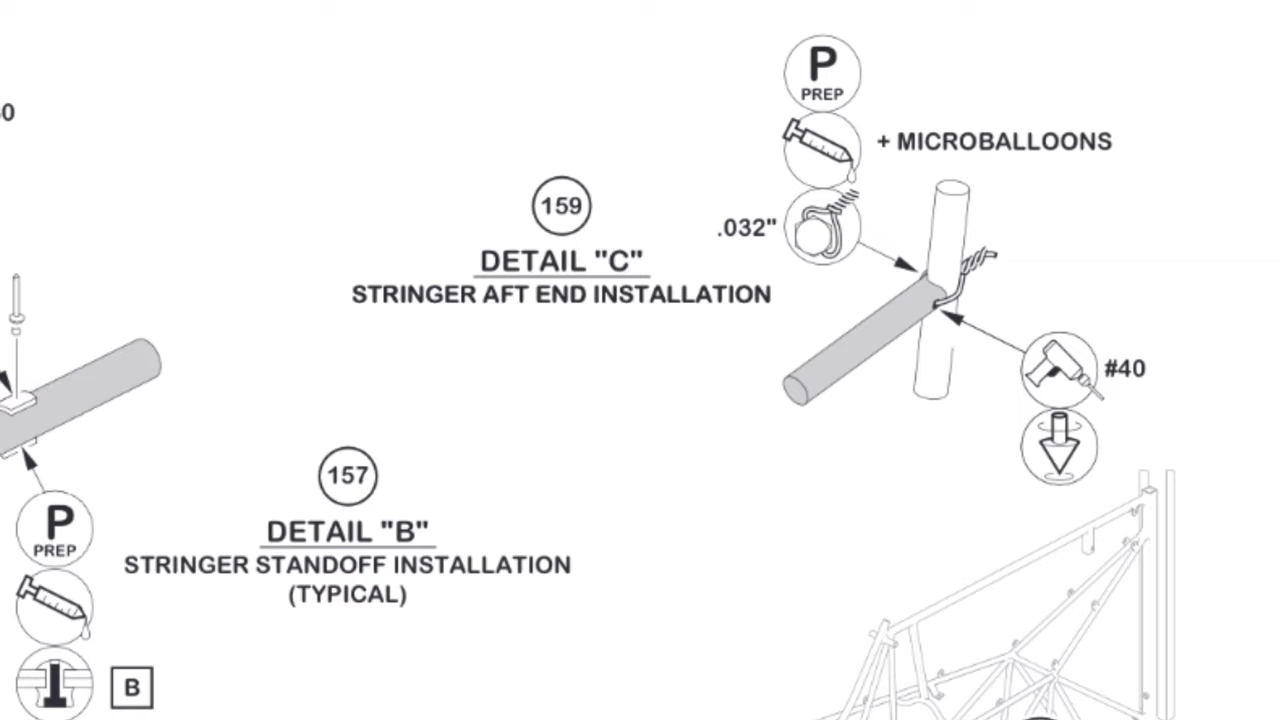 P
PREP
+ MICROBALLOONS
159
.032"
DETAIL "C"
STRINGER AFT END INSTALLATION
#40
157
DETAIL "B"
STRINGER STANDOFF INSTALLATION
(TYPICAL)
P
PREP
B